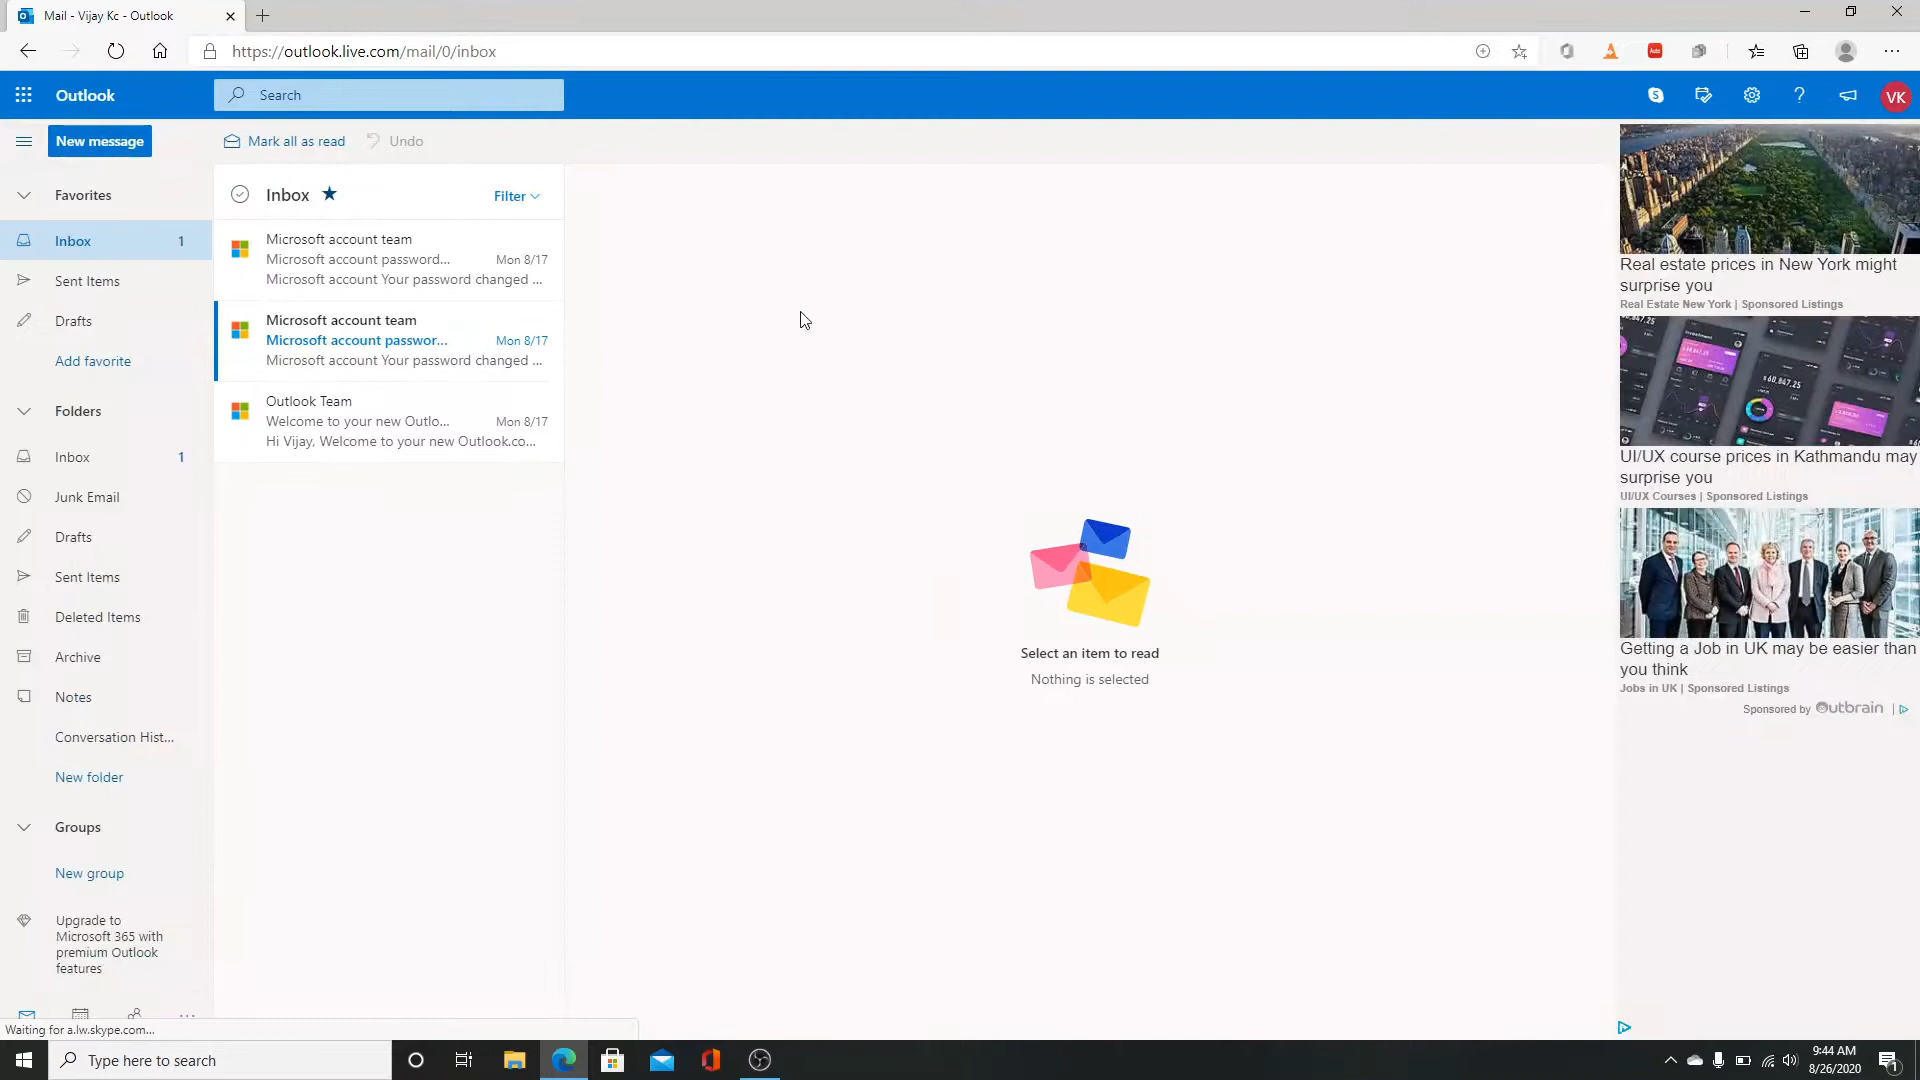 Mail - Vijay Kc - Outlook
https://outlook.live.com/mail/0/inbox
Outlook
Search
VK
New message
Mark all as read
Undo
Favorites
Inbox 1
Sent Items
Drafts
Add favorite
Folders
Inbox 1
Junk Email
Drafts
Sent Items
Deleted Items
Archive
Notes
Conversation Hist...
New folder
Groups
New group
Upgrade to
Microsoft 365 with
premium Outlook
features
Inbox
Filter
Microsoft account team
Microsoft account password... Mon 8/17
Microsoft account Your password changed ...
Microsoft account team
Microsoft account passwor... Mon 8/17
Microsoft account Your password changed ...
Outlook Team
Welcome to your new Outlo... Mon 8/17
Hi Vijay, Welcome to your new Outlook.co...
Select an item to read
Nothing is selected
Real estate prices in New York might
surprise you
Real Estate New York | Sponsored Listings
UI/UX course prices in Kathmandu may
surprise you
UI/UX Courses | Sponsored Listings
Getting a Job in UK may be easier than
you think
Jobs in UK | Sponsored Listings
Sponsored by Outbrain
Waiting for a.lw.skype.com...
Type here to search
9:44 AM
8/26/2020
1